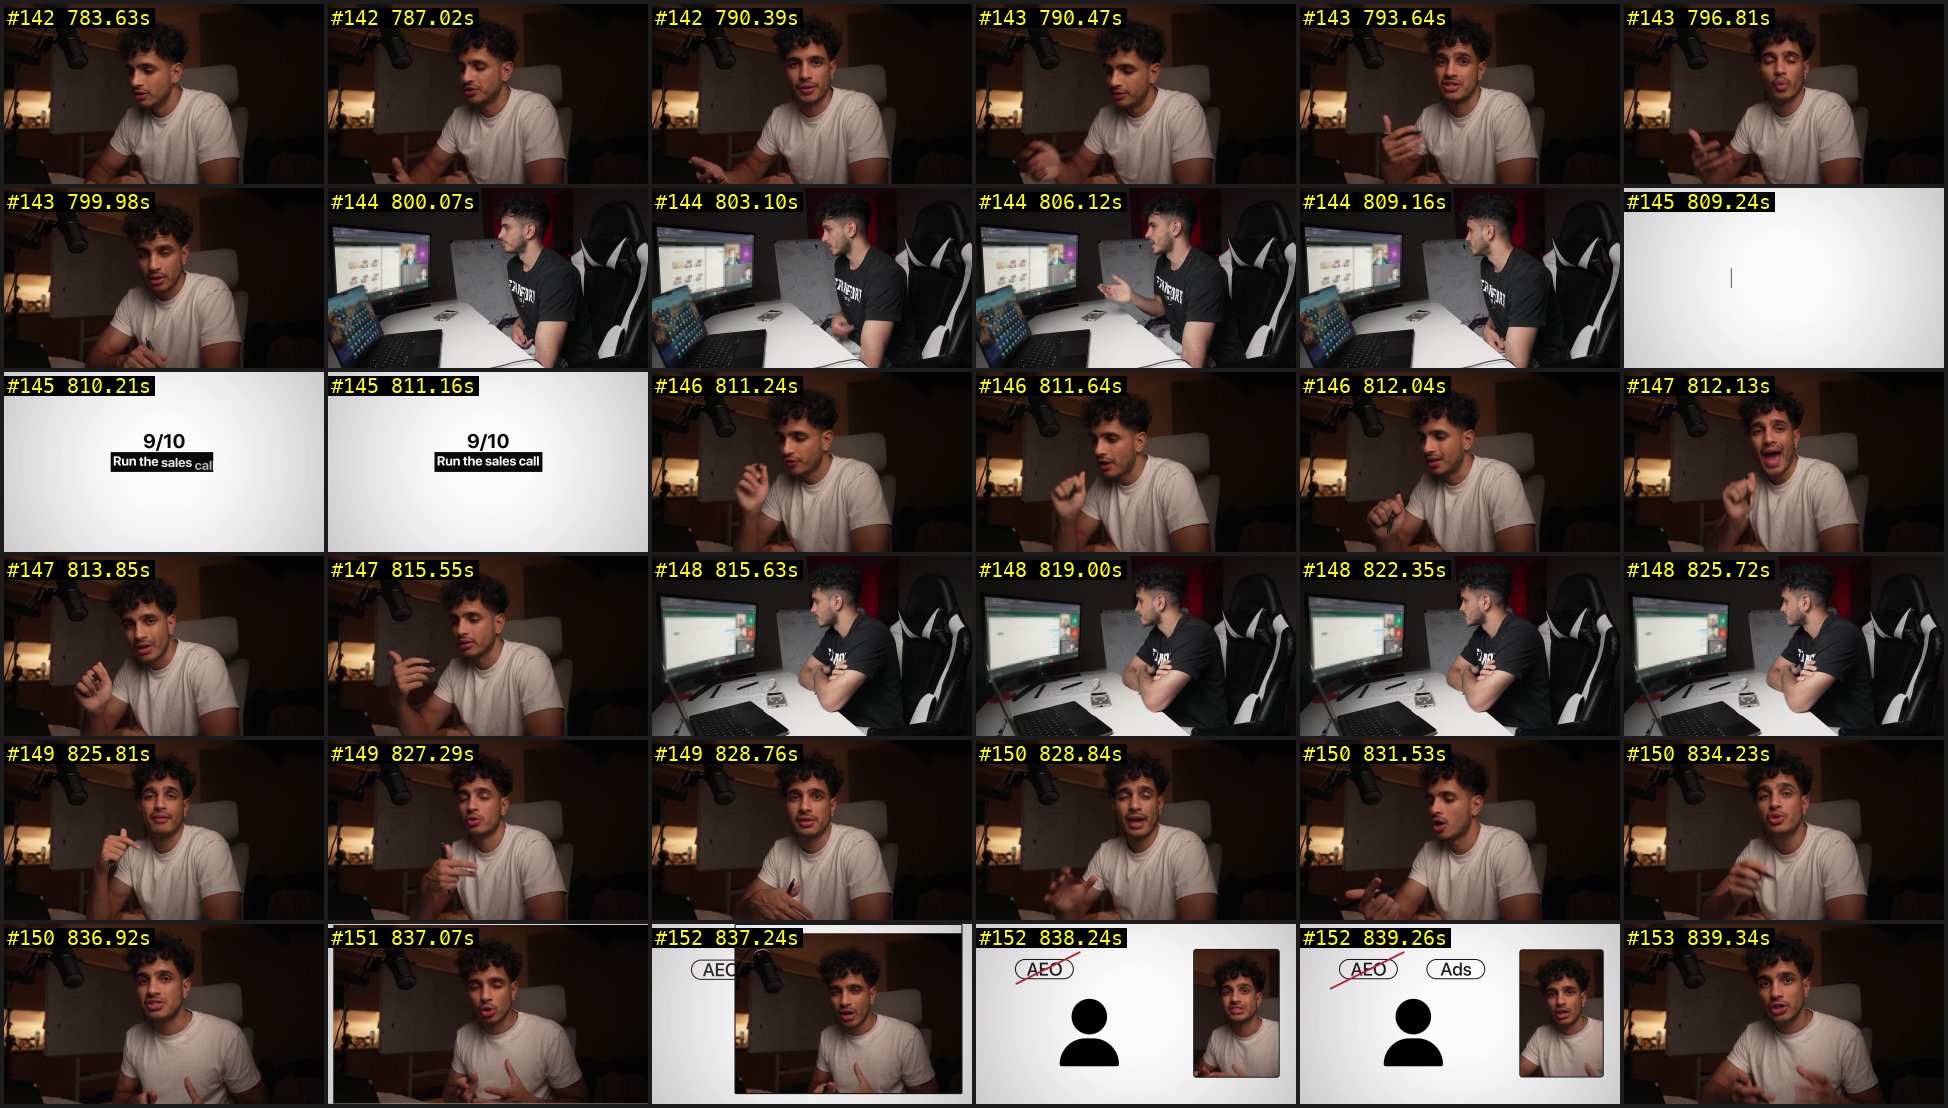 #142 783.63s
#142 787.02s
#142 790.39s
#143 790.47s
#143 793.64s
#143 796.81s
#143 799.98s
#144 800.07s
#144 803.10s
#144 806.12s
#144 809.16s
#145 809.24s
#145 810.21s
9/10
Run the sales cal
#145 811.16s
9/10
Run the sales call
#146 811.24s
#146 811.64s
#146 812.04s
#147 812.13s
#147 813.85s
#147 815.55s
#148 815.63s
#148 819.00s
#148 822.35s
#148 825.72s
#149 825.81s
#149 827.29s
#149 828.76s
#150 828.84s
#150 831.53s
#150 834.23s
#150 836.92s
#151 837.07s
#152 837.24s
#152 838.24s
AEO
#152 839.26s
AEO
Ads
#153 839.34s